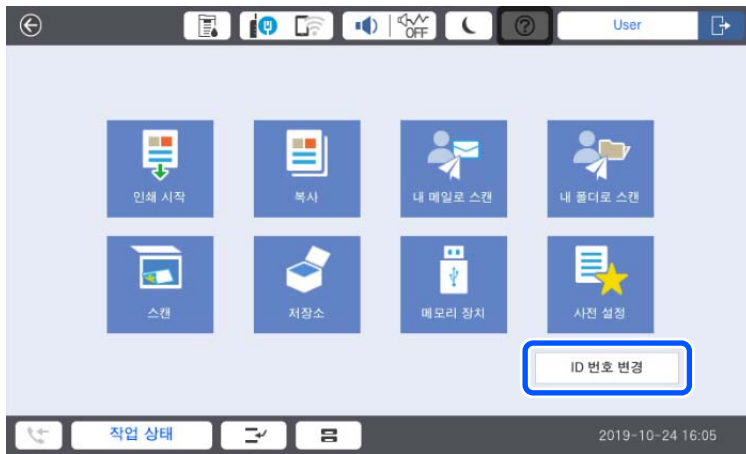 OFF
User
인쇄 시작
복사
내 메일로 스캔
내 폴더로 스캔
스캔
저장소
메모리 장치
사전 설정
ID 번호 변경
작업 상태
2019-10-24 16:05